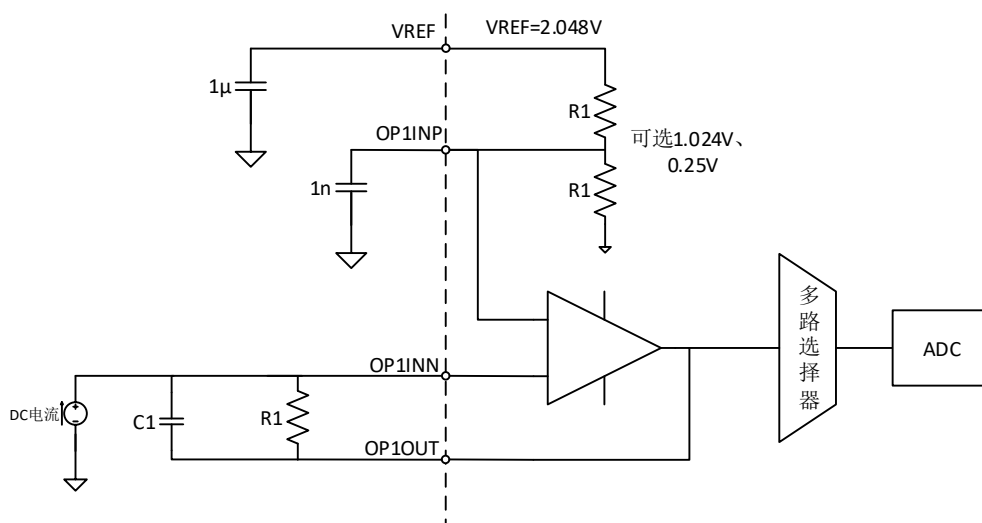 VREF
VREF=2.048V
1μ
R1
OP1INP
可选1.024V、
0.25V
1n
R1
多路选择器
ADC
OP1INN
DC电流
C1
R1
OP1OUT